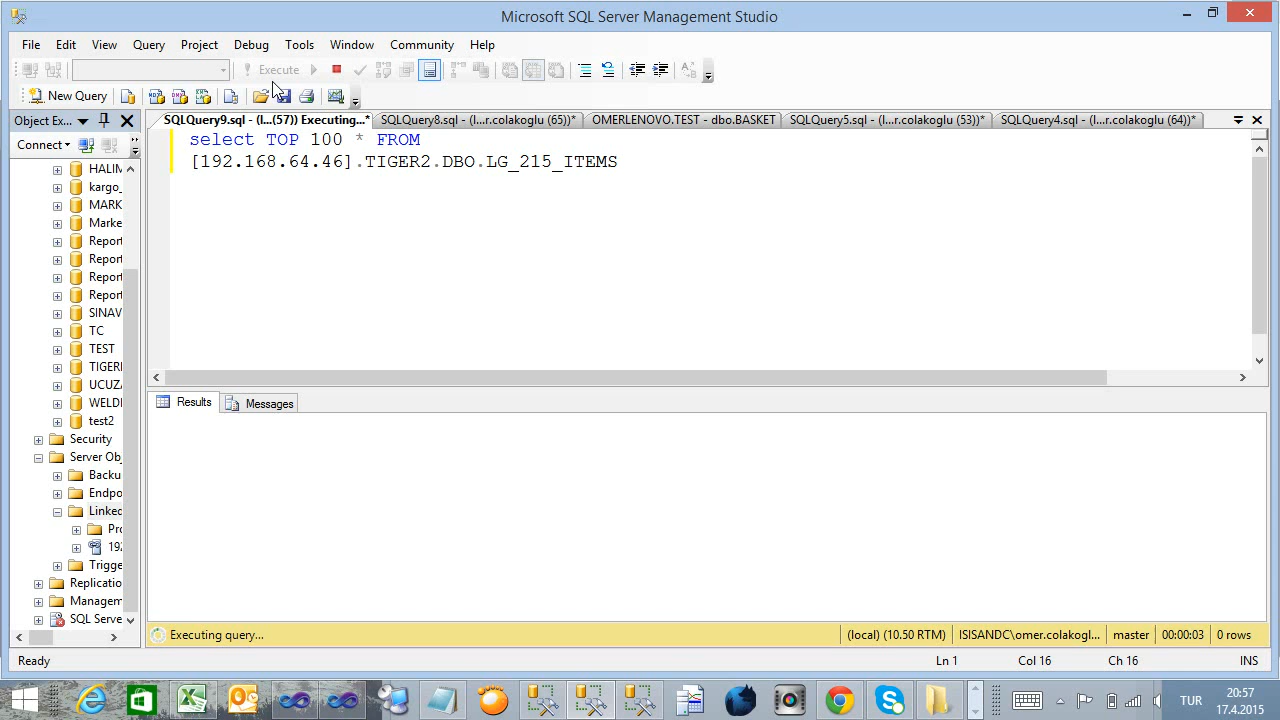 Microsoft SQL Server Management Studio
File Edit View Query Project Debug Tools Window Community Help
Execute
New Query
Object Ex...
SQLQuery9.sql - (l...(57)) Executing...*
SQLQuery8.sql - (l...r.colakoglu (65))*
OMERLENOVO.TEST - dbo.BASKET
SQLQuery5.sql - (l...r.colakoglu (53))*
SQLQuery4.sql - (l...r.colakoglu (64))*
Connect
select TOP 100 * FROM
[192.168.64.46].TIGER2.DBO.LG_215_ITEMS
HALIM
kargo_
MARK
Marke
Report
Report
Report
Report
SINAV
TC
TEST
TIGER
UCUZ
WELD
test2
Security
Server Ob
Backu
Endpo
Linke
Pro
192
Trigge
Replicatio
Managem
SQL Serve
Results
Messages
Executing query...
(local) (10.50 RTM)
ISISANDC\omer.colakogl...
master
00:00:03
0 rows
Ready
Ln 1
Col 16
Ch 16
INS
TUR
20:57
17.4.2015